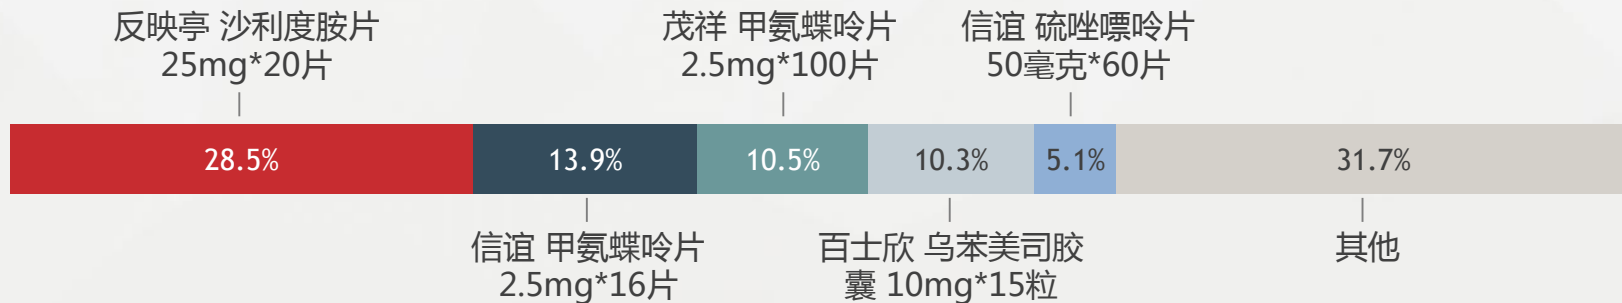 反映亭 沙利度胺片
25mg*20片
茂祥 甲氨蝶呤片
2.5mg*100片
信谊 硫唑嘌呤片
50毫克*60片
28.5%
13.9%
10.5%
10.3%
5.1%
31.7%
信谊 甲氨蝶呤片
2.5mg*16片
百士欣 乌苯美司胶
囊 10mg*15粒
其他